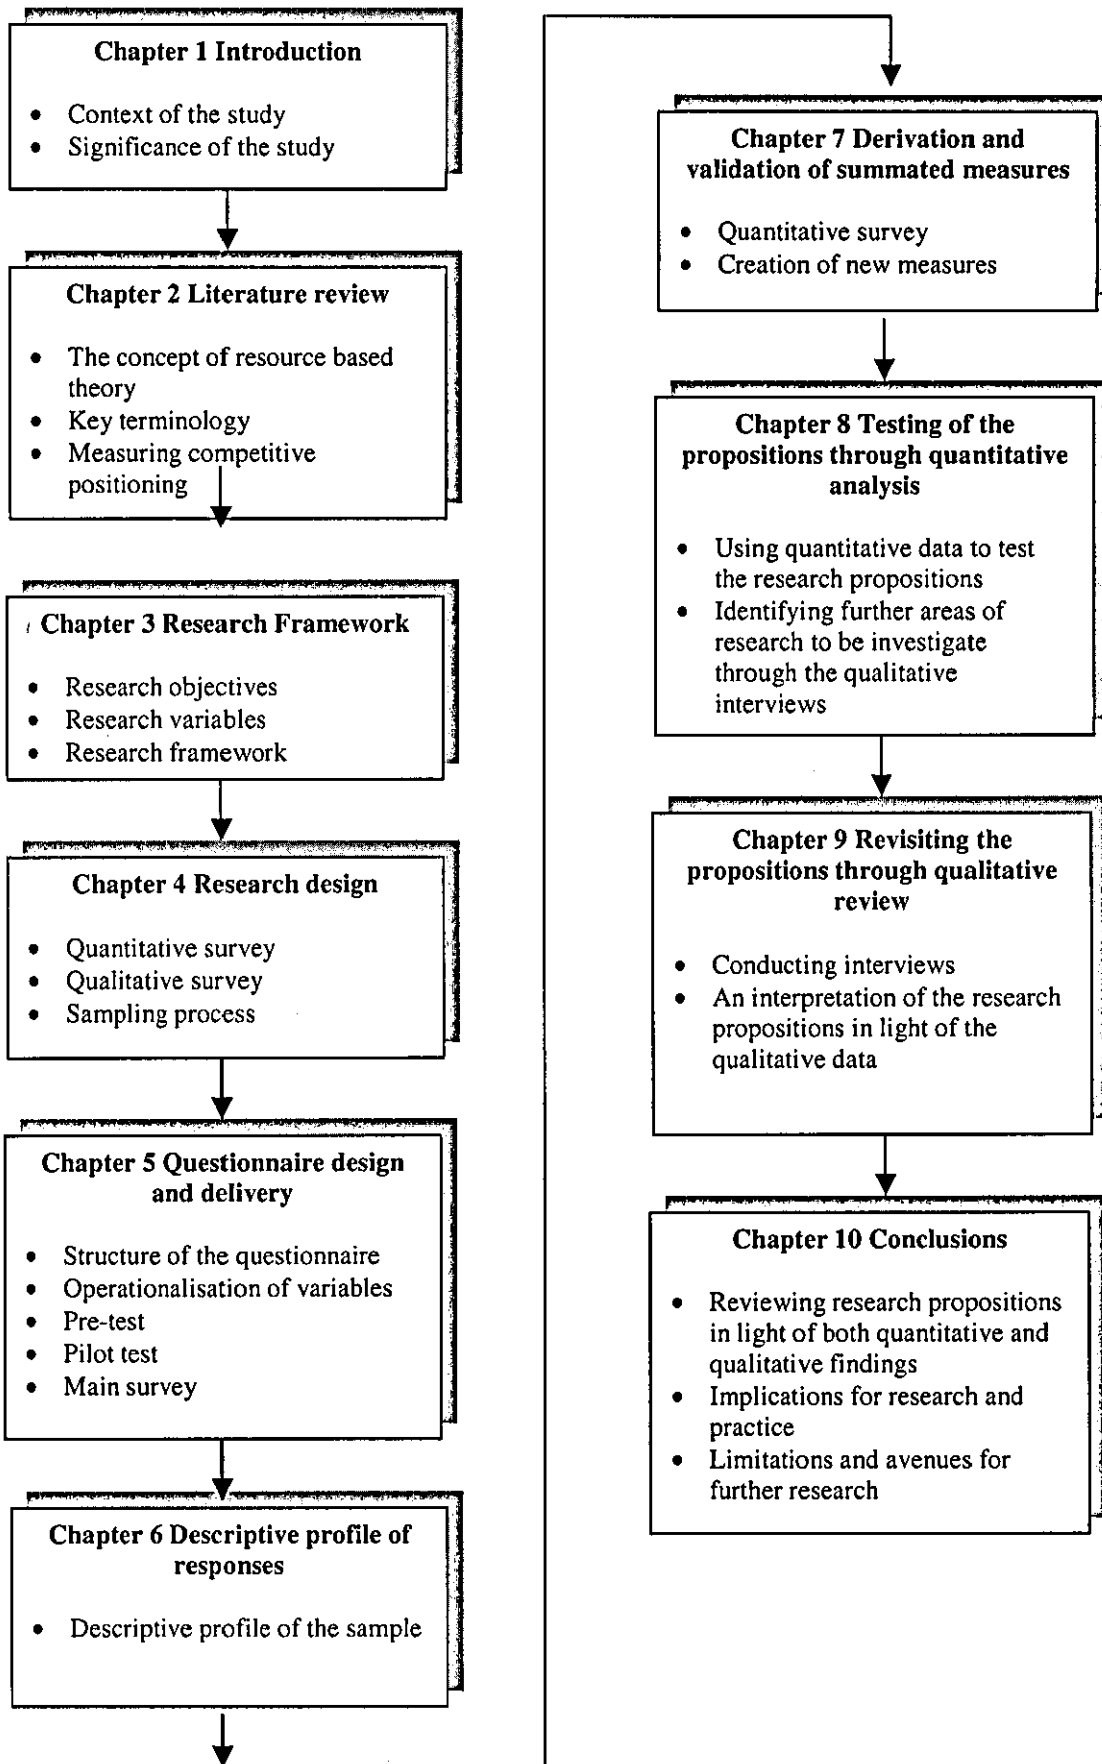 Chapter 1 Introduction
• Context of the study
• Significance of the study
Chapter 2 Literature review
• The concept of resource based
theory
• Key terminology
• Measuring competitive
positioning
Chapter 3 Research Framework
• Research objectives
• Research variables
• Research framework
Chapter 4 Research design
• Quantitative survey
• Qualitative survey
• Sampling process
Chapter 5 Questionnaire design
and delivery
• Structure of the questionnaire
• Operationalisation of variables
• Pre-test
• Pilot test
• Main survey
Chapter 6 Descriptive profile of
responses
• Descriptive profile of the sample
Chapter 7 Derivation and
validation of summated measures
• Quantitative survey
• Creation of new measures
Chapter 8 Testing of the
propositions through quantitative
analysis
• Using quantitative data to test
the research propositions
• Identifying further areas of
research to be investigate
through the qualitative
interviews
Chapter 9 Revisiting the
propositions through qualitative
review
• Conducting interviews
• An interpretation of the research
propositions in light of the
qualitative data
Chapter 10 Conclusions
• Reviewing research propositions
in light of both quantitative and
qualitative findings
• Implications for research and
practice
• Limitations and avenues for
further research